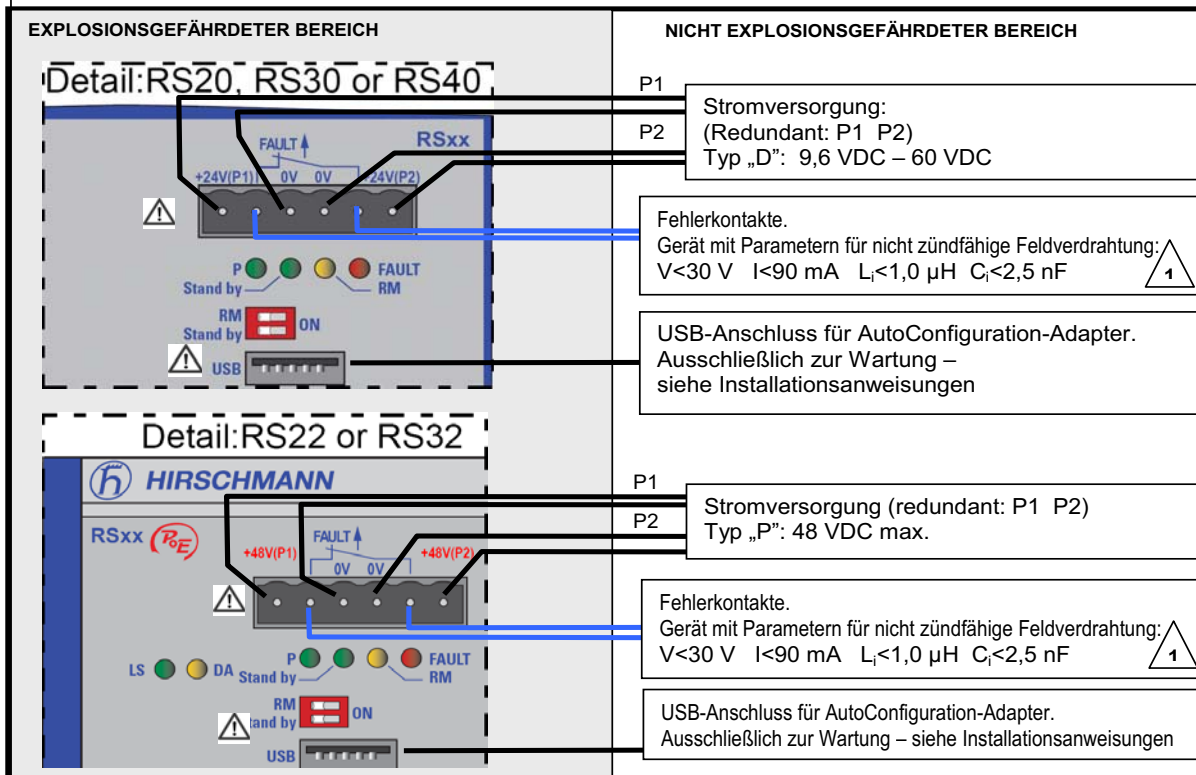 EXPLOSIONSGEFÄHRDETER BEREICH
NICHT EXPLOSIONSGEFÄHRDETER BEREICH
Detail:RS20, RS30 or RS40
RSxx
FAULT
+24V(P1) 0V 0V +24V(P2)
P FAULT
Stand by RM
RM ON
Stand by
USB
P1
P2
Stromversorgung:
(Redundant: P1 P2)
Typ „D”: 9,6 VDC – 60 VDC
Fehlerkontakte.
Gerät mit Parametern für nicht zündfähige Feldverdrahtung:
V<30 V I<90 mA Li<1,0 µH Ci<2,5 nF
1
USB-Anschluss für AutoConfiguration-Adapter.
Ausschließlich zur Wartung –
siehe Installationsanweisungen
Detail:RS22 or RS32
HIRSCHMANN
RSxx PoE
FAULT
+48V(P1) +48V(P2)
0V 0V
LS DA
P FAULT
Stand by RM
RM ON
tand by
USB
P1
P2
Stromversorgung (redundant: P1 P2)
Typ „P”: 48 VDC max.
Fehlerkontakte.
Gerät mit Parametern für nicht zündfähige Feldverdrahtung:
V<30 V I<90 mA Li<1,0 µH Ci<2,5 nF
1
USB-Anschluss für AutoConfiguration-Adapter.
Ausschließlich zur Wartung – siehe Installationsanweisungen